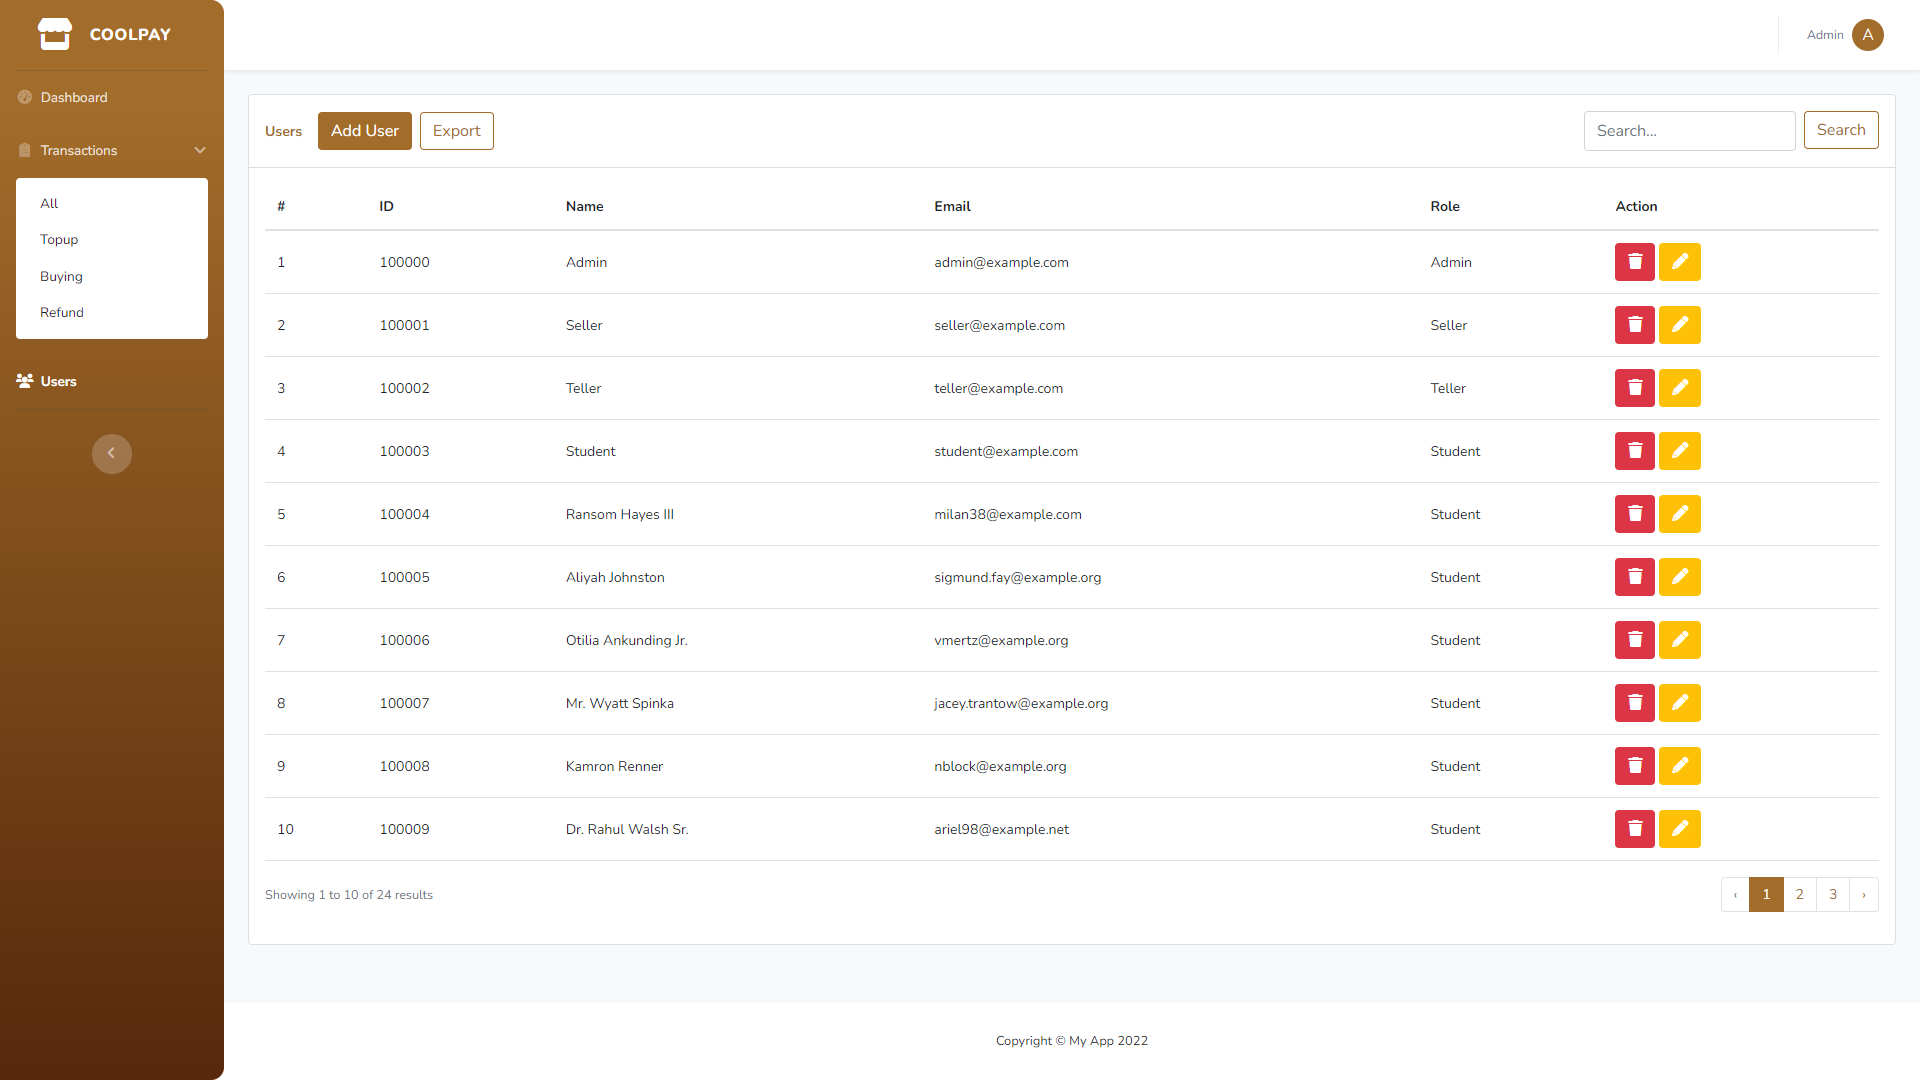 COOLPAY
Admin A
Dashboard
Transactions
All
Topup
Buying
Refund
Users
Users Add User Export Search... Search
# ID Name Email Role Action
1 100000 Admin admin@example.com Admin
2 100001 Seller seller@example.com Seller
3 100002 Teller teller@example.com Teller
4 100003 Student student@example.com Student
5 100004 Ransom Hayes III milan38@example.com Student
6 100005 Aliyah Johnston sigmund.fay@example.org Student
7 100006 Otilia Ankunding Jr. vmertz@example.org Student
8 100007 Mr. Wyatt Spinka jacey.trantow@example.org Student
9 100008 Kamron Renner nblock@example.org Student
10 100009 Dr. Rahul Walsh Sr. ariel98@example.net Student
Showing 1 to 10 of 24 results ‹ 1 2 3 ›
Copyright © My App 2022